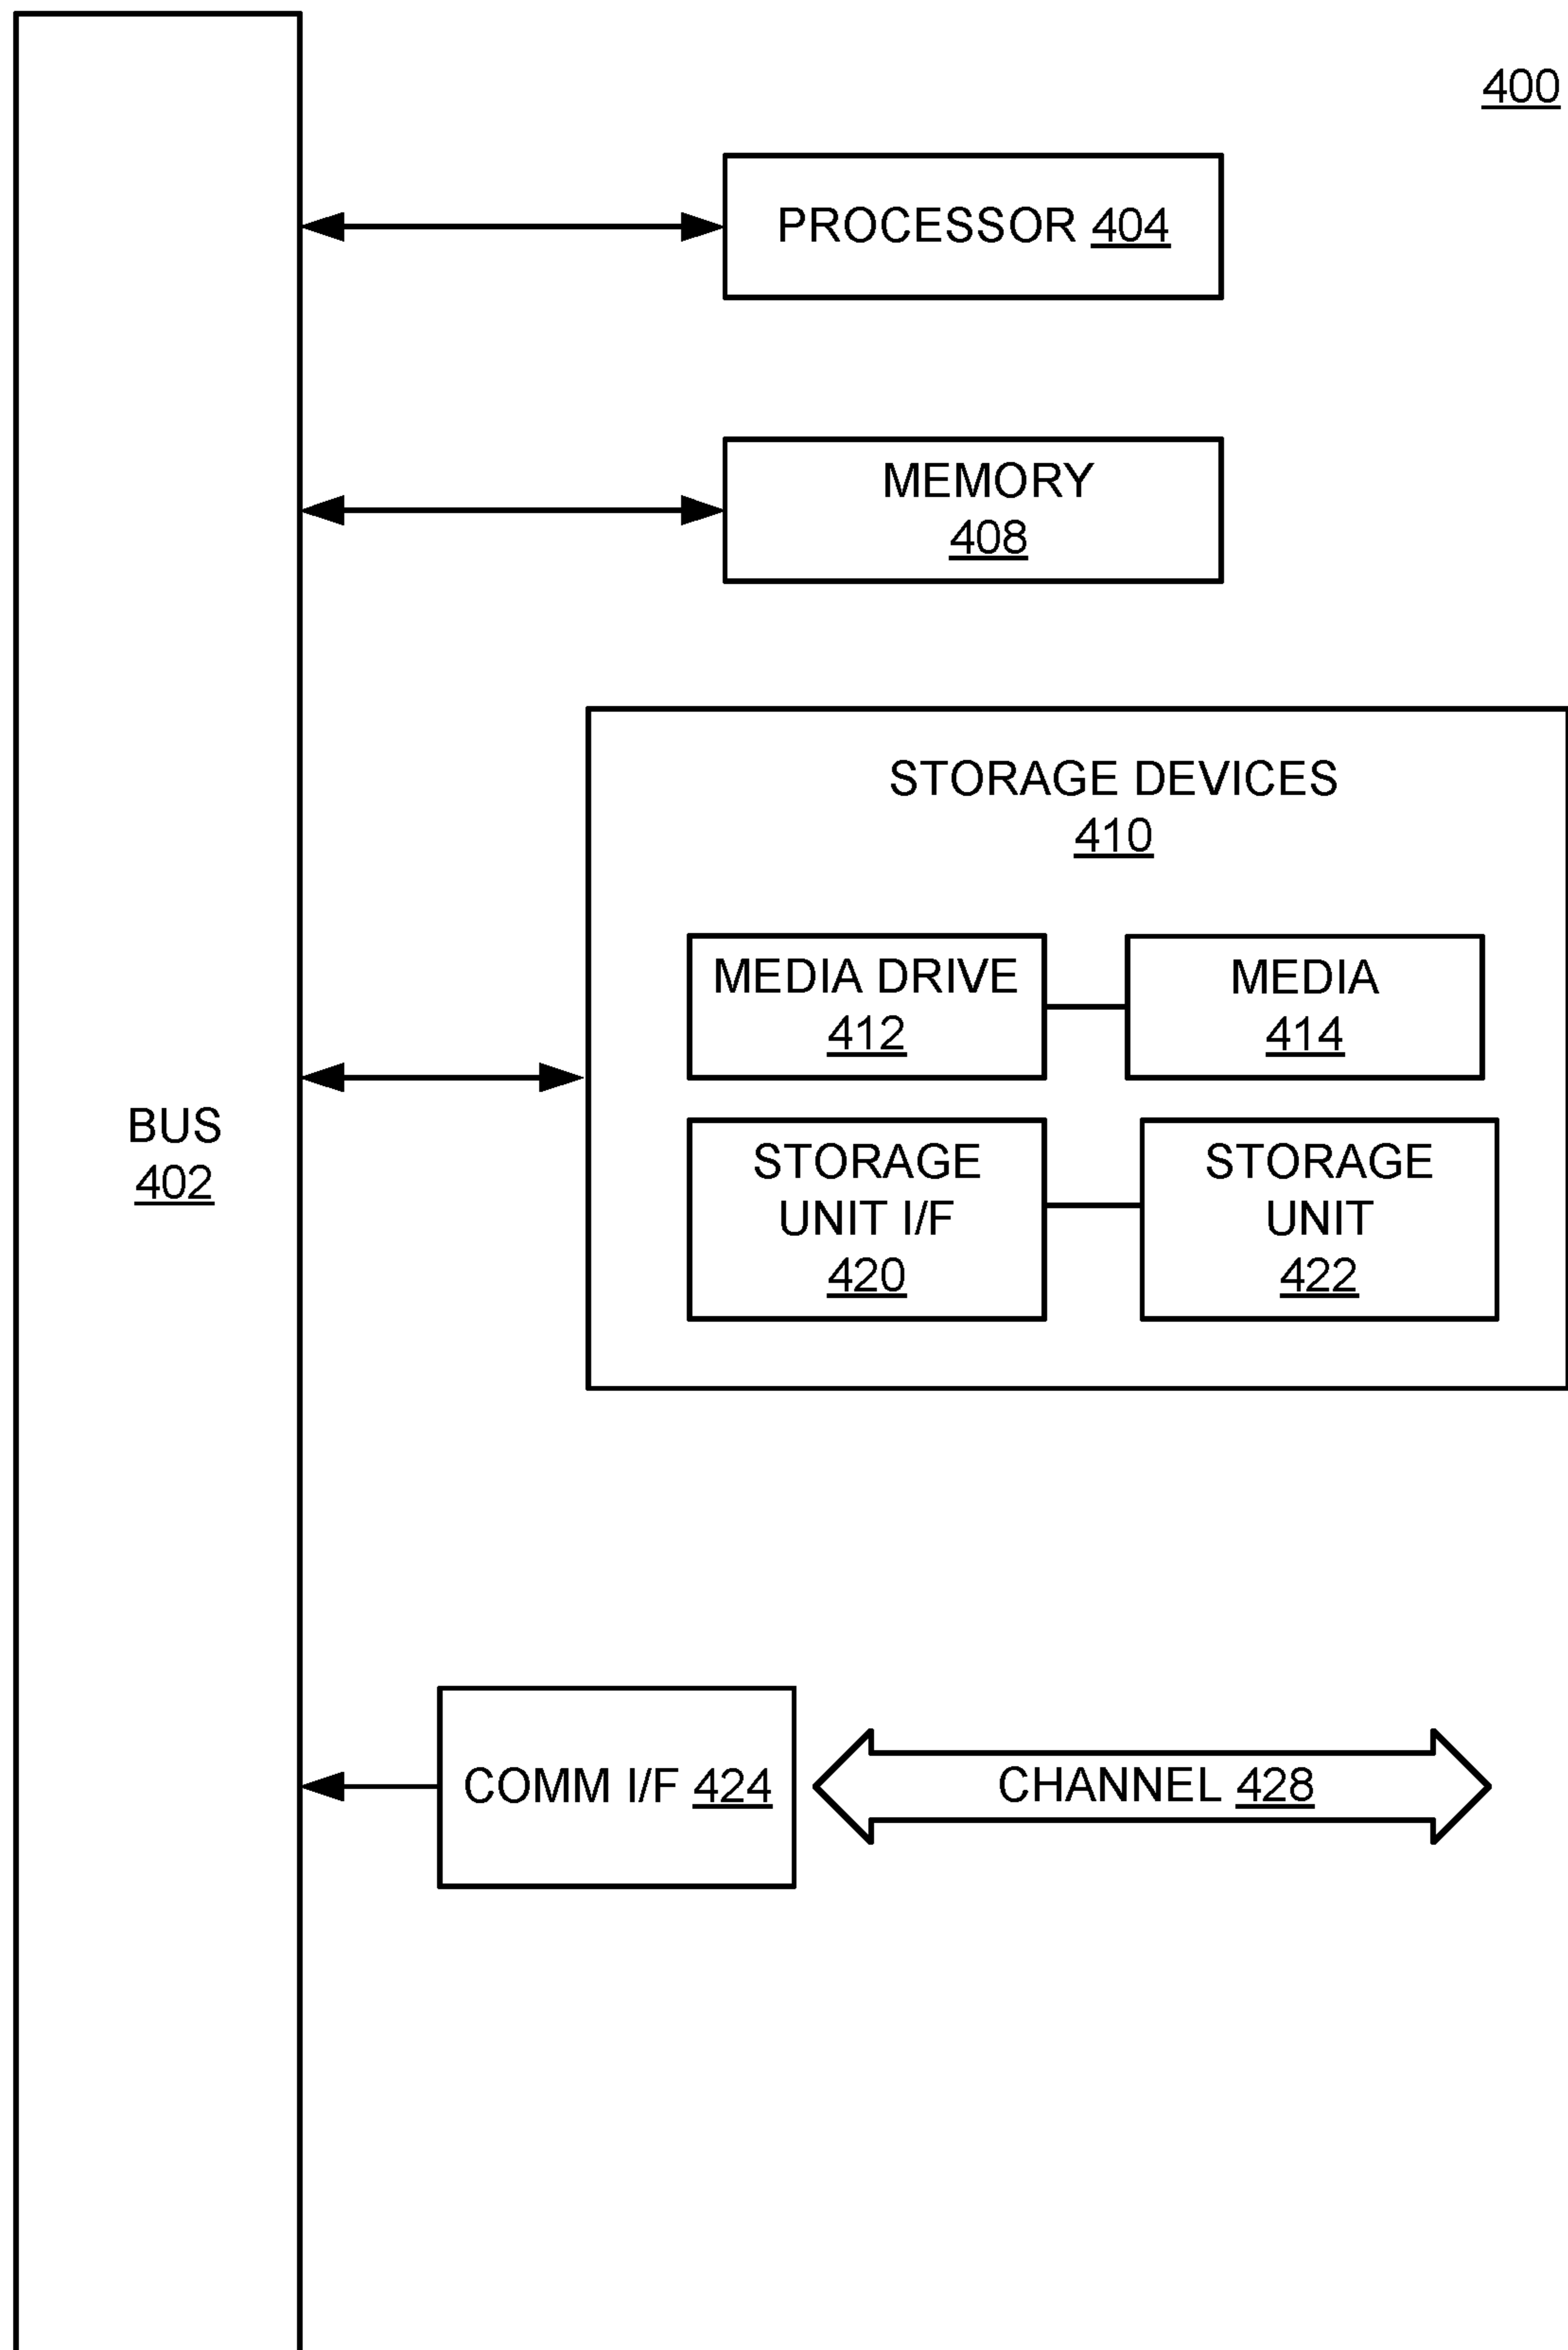 400
PROCESSOR 404
MEMORY
408
STORAGE DEVICES
410
MEDIA DRIVE
412
MEDIA
414
BUS
402
STORAGE
UNIT I/F
420
STORAGE
UNIT
422
COMM I/F 424
CHANNEL 428